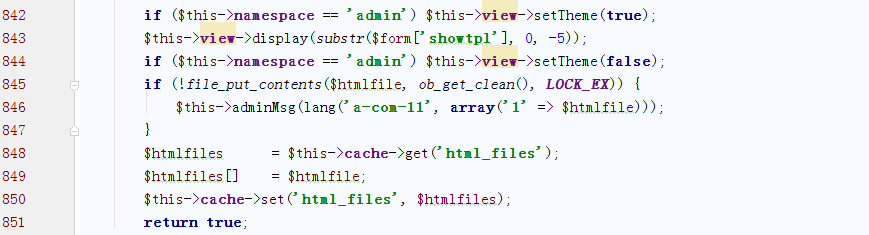 842 if ($this->namespace == 'admin') $this->view->setTheme(true);
843 $this->view->display(substr($form['showtpl'], 0, -5));
844 if ($this->namespace == 'admin') $this->view->setTheme(false);
845 if (!file_put_contents($htmlfile, ob_get_clean(), LOCK_EX)) {
846 $this->adminMsg(lang('a-com-11', array('1' => $htmlfile)));
847 }
848 $htmlfiles = $this->cache->get('html_files');
849 $htmlfiles[] = $htmlfile;
850 $this->cache->set('html_files', $htmlfiles);
851 return true;